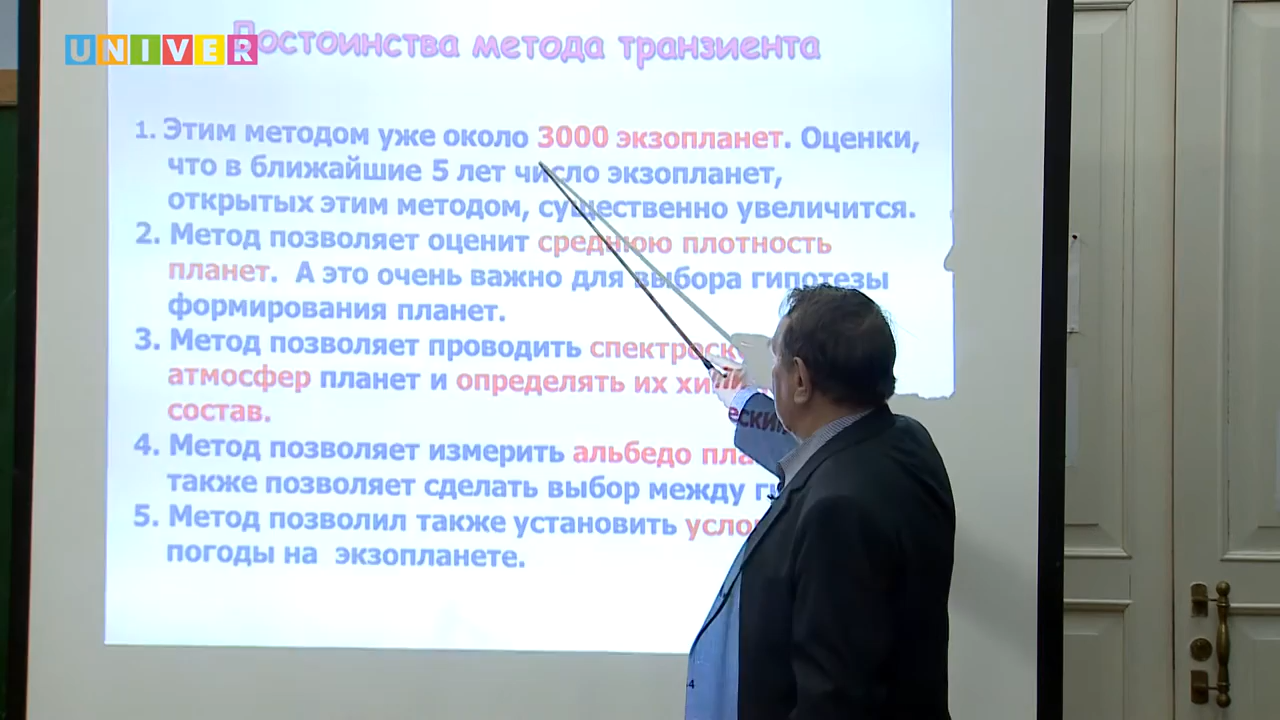 UNIVER
Достоинства метода транзиента
1. Этим методом уже около 3000 экзопланет. Оценки,
что в ближайшие 5 лет число экзопланет,
открытых этим методом, существенно увеличится.
2. Метод позволяет оценит среднюю плотность
планет. А это очень важно для выбора гипотезы
формирования планет.
3. Метод позволяет проводить
атмосфер планет и определять их
состав.
4. Метод позволяет измерить альбедо
также позволяет сделать выбор между
5. Метод позволил также установить
погоды на экзопланете.